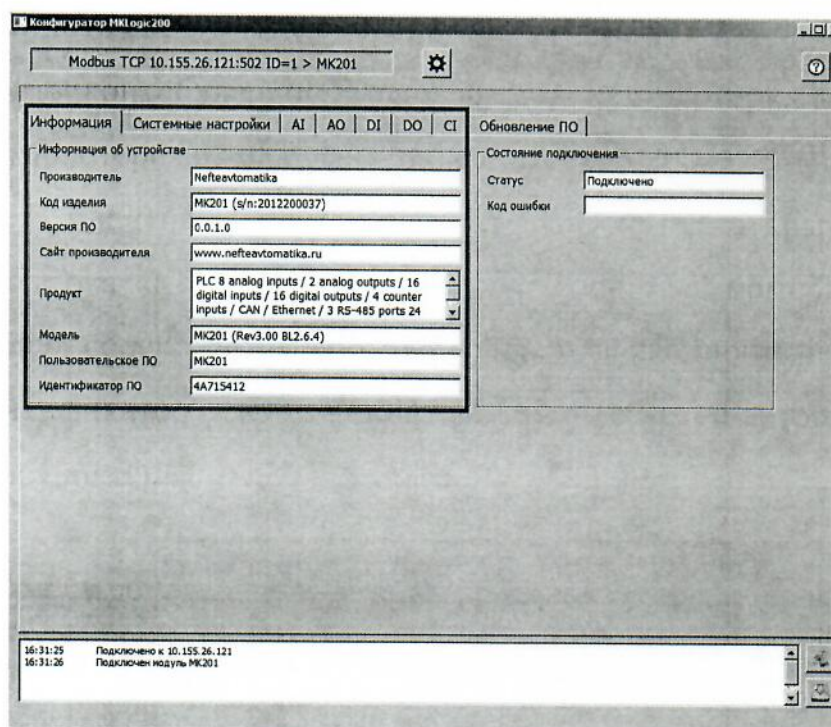 Конфигуратор MKLogic200
Modbus TCP 10.155.26.121:502 ID=1 > MK201
Информация
Системные настройки
AI
AO
DI
DO
CI
Обновление ПО
Информация об устройстве
Производитель
Nefteavtomatika
Код изделия
MK201 (s/n:2012200037)
Версия ПО
0.0.1.0
Сайт производителя
www.nefteavtomatika.ru
Продукт
PLC 8 analog inputs / 2 analog outputs / 16
digital inputs / 16 digital outputs / 4 counter
inputs / CAN / Ethernet / 3 RS-485 ports 24
Модель
MK201 (Rev3.00 BL2.6.4)
Пользовательское ПО
MK201
Идентификатор ПО
4A715412
Состояние подключения
Статус
Подключено
Код ошибки
16:31:25 Подключено к 10.155.26.121
16:31:26 Подключен модуль MK201